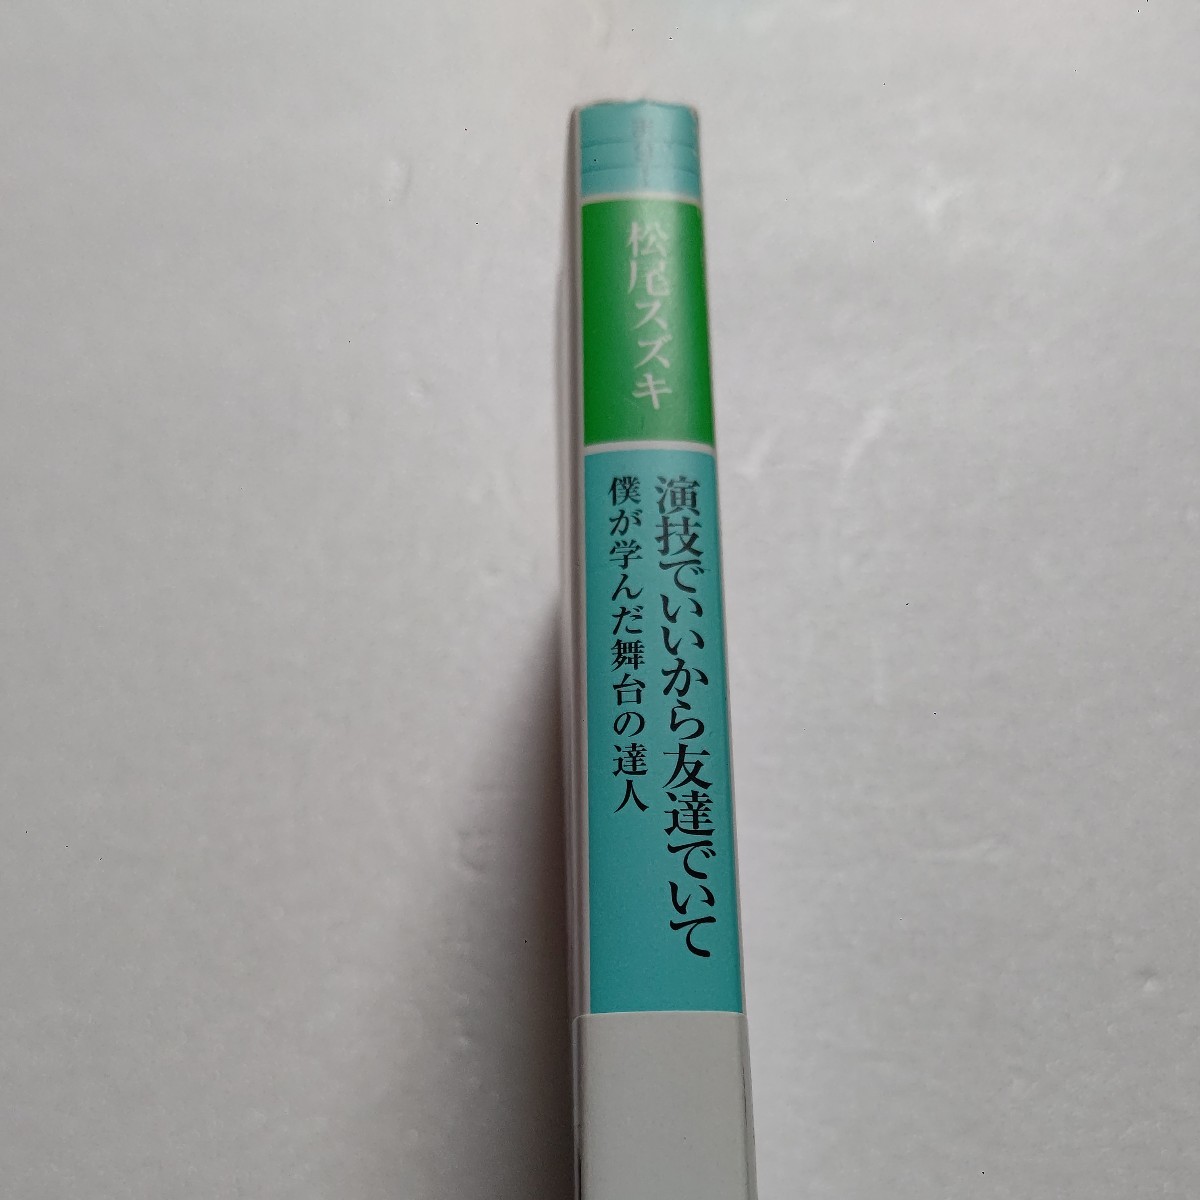 松尾スズキ
演技でいいから友達でいて
僕が学んだ舞台の達人